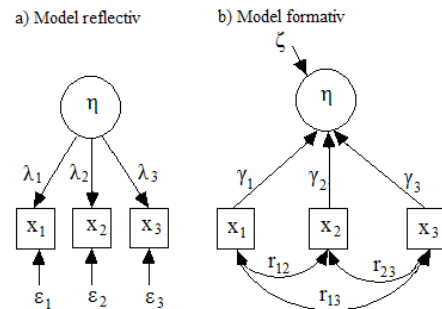 a) Model reflectiv
b) Model formativ
ζ
η
η
λ1 λ2 λ3
γ1 γ2 γ3
x1 x2 x3
x1 x2 x3
r12 r23
r13
ε1 ε2 ε3